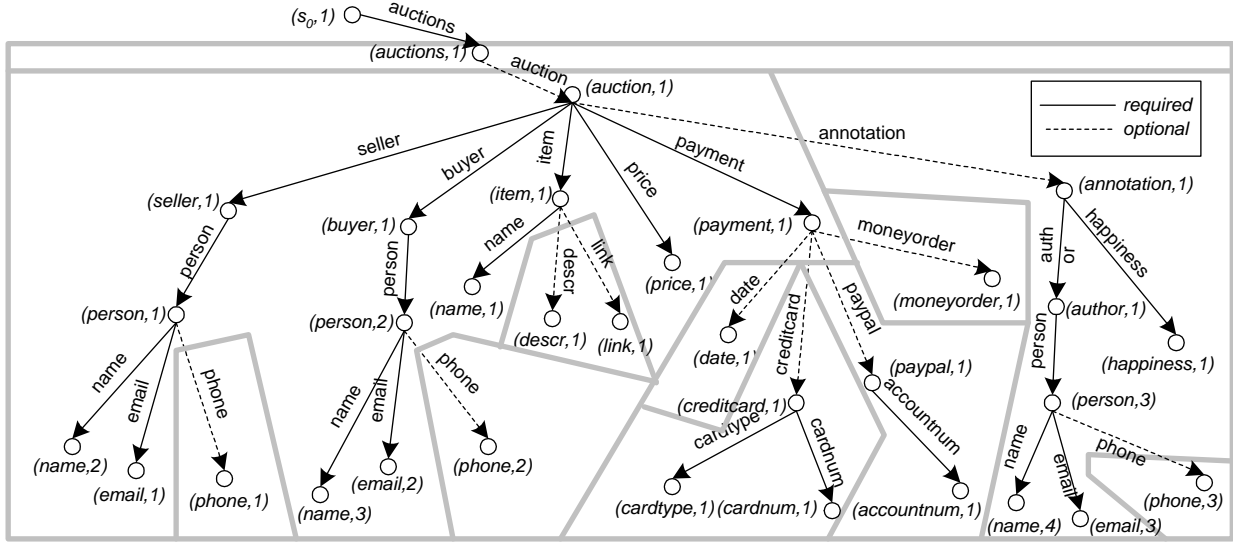 (s0,1)
auctions
(auctions,1)
auction
(auction,1)
required
optional
annotation
seller
buyer
item
price
payment
(seller,1)
(buyer,1)
(item,1)
(payment,1)
(annotation,1)
person
person
name
descr
link
(price,1)
date
creditcard
paypal
moneyorder
(moneyorder,1)
auth
or
happiness
(person,1)
(person,2)
(name,1)
(descr,1)
(link,1)
(date,1)
(author,1)
(happiness,1)
name
email
phone
name
email
phone
(creditcard,1)
(paypal,1)
person
(person,3)
cardtype
cardnum
accountnum
name
email
phone
(name,2)
(email,1)
(phone,1)
(name,3)
(email,2)
(phone,2)
(cardtype,1)
(cardnum,1)
(accountnum,1)
(name,4)
(email,3)
(phone,3)